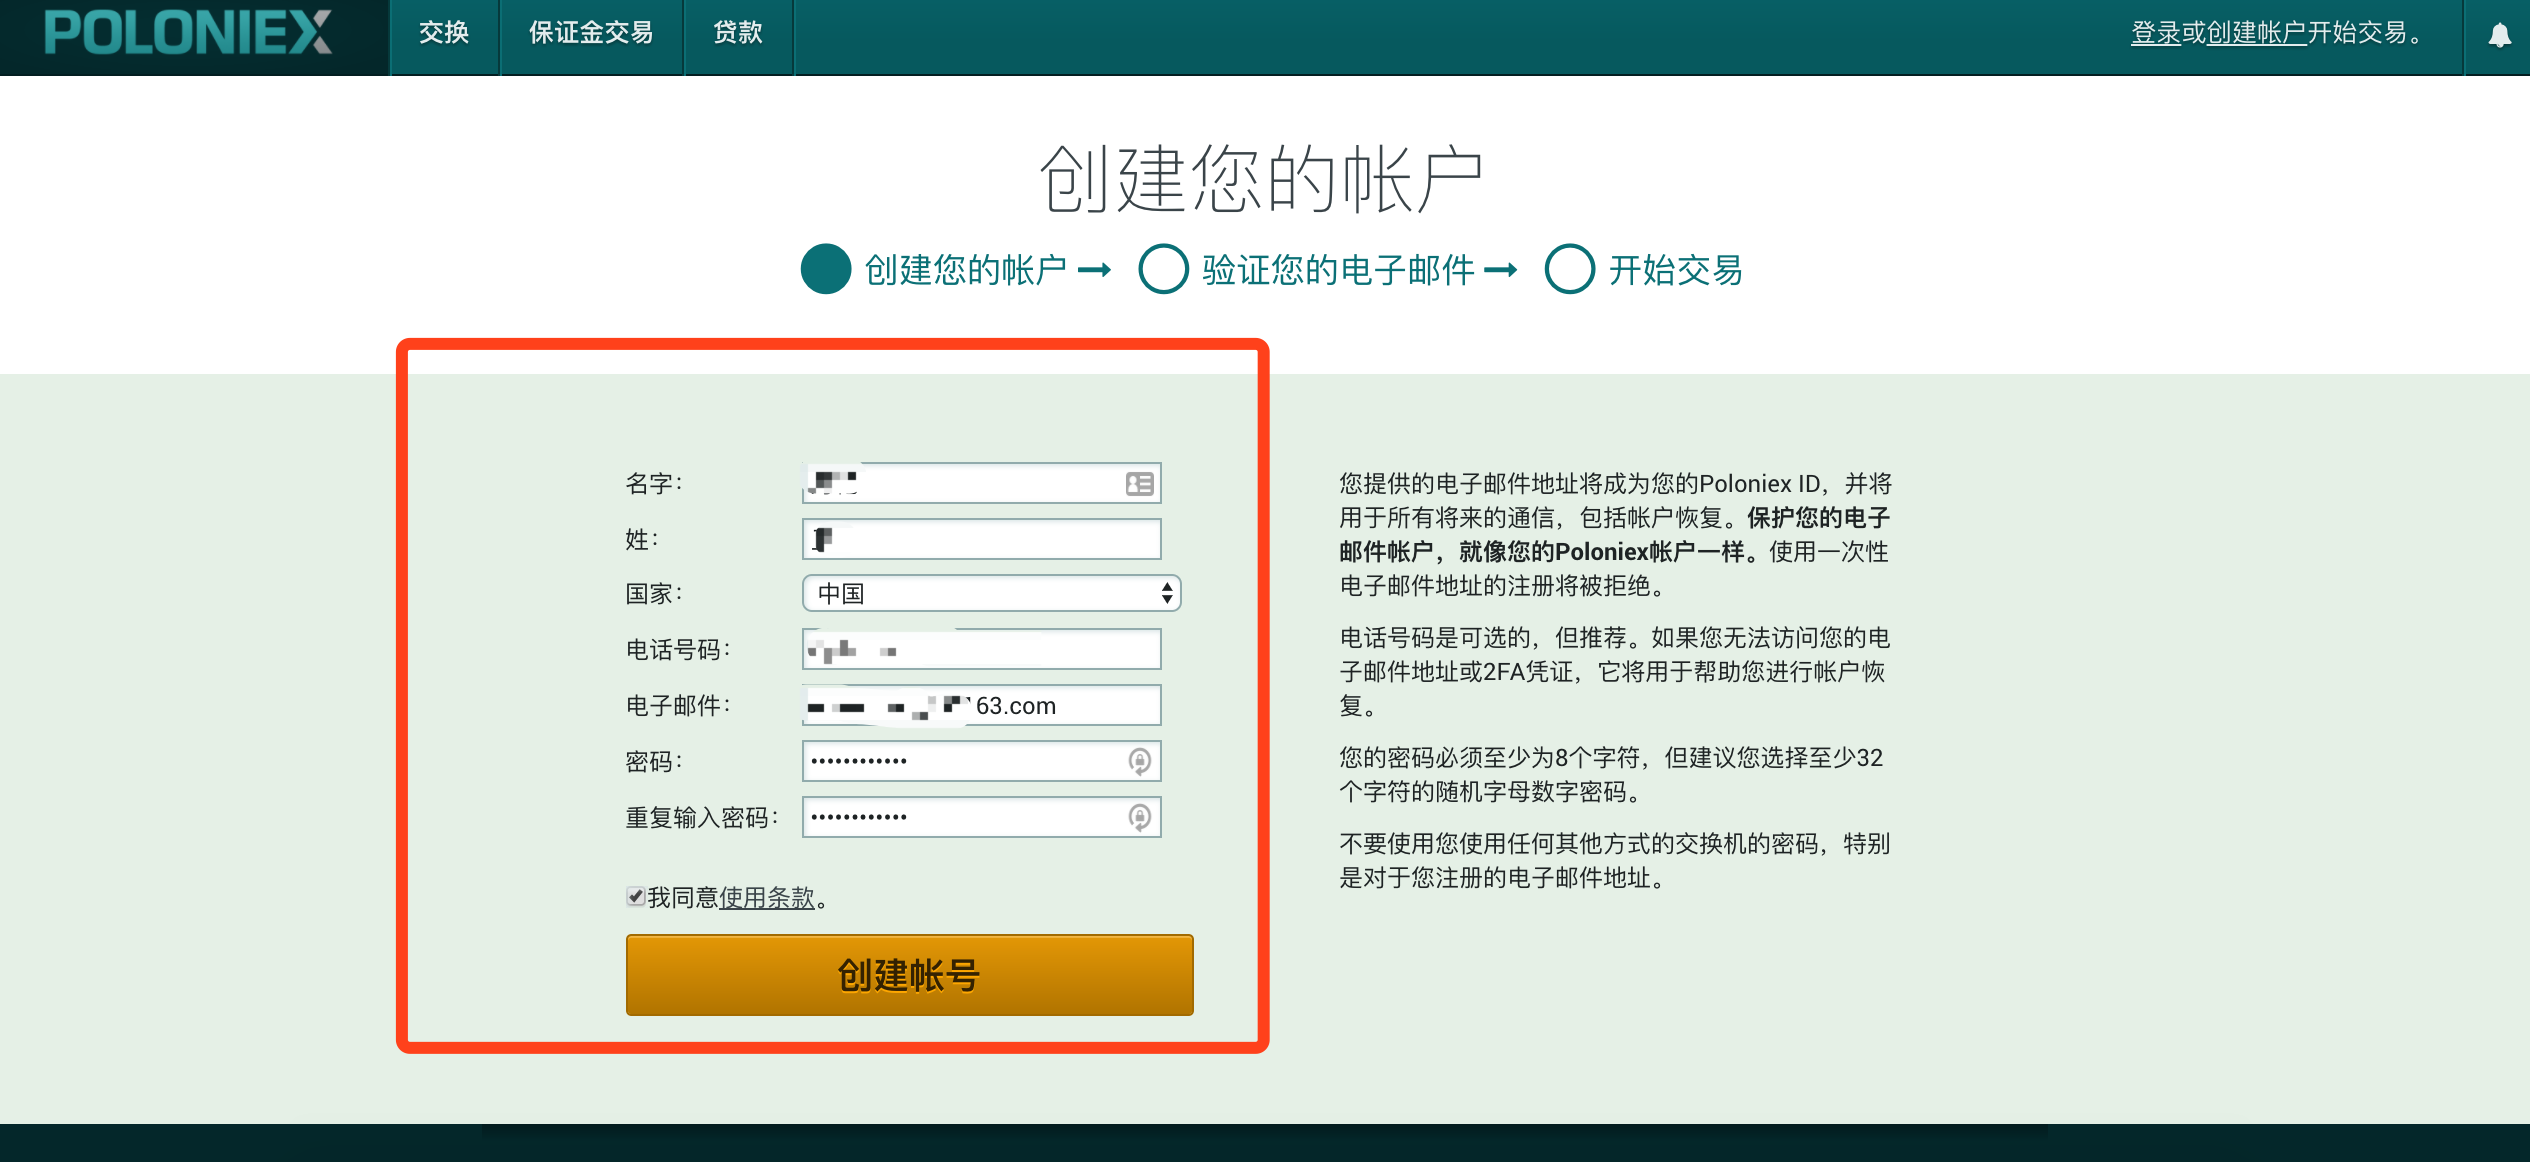 POLONIEX
交换
保证金交易
贷款
登录或创建帐户开始交易。
创建您的帐户
创建您的帐户
验证您的电子邮件
开始交易
名字：
姓：
国家：
中国
电话号码：
电子邮件：
163.com
密码：
••••••••••••
重复输入密码：
••••••••••••
我同意使用条款。
创建帐号
您提供的电子邮件地址将成为您的Poloniex ID，并将
用于所有将来的通信，包括帐户恢复。保护您的电子
邮件帐户，就像您的Poloniex帐户一样。使用一次性
电子邮件地址的注册将被拒绝。
电话号码是可选的，但推荐。如果您无法访问您的电
子邮件地址或2FA凭证，它将用于帮助您进行帐户恢
复。
您的密码必须至少为8个字符，但建议您选择至少32
个字符的随机字母数字密码。
不要使用您使用任何其他方式的交换机的密码，特别
是对于您注册的电子邮件地址。